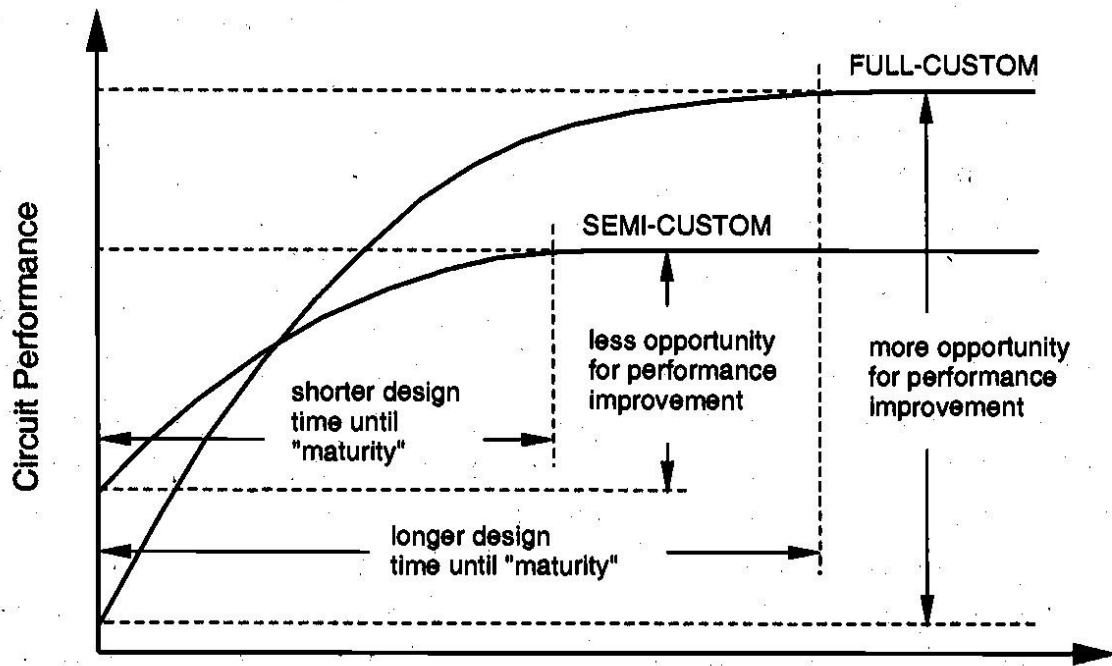 FULL-CUSTOM
SEMI-CUSTOM
Circuit Performance
less opportunity
for performance
improvement
more opportunity
for performance
improvement
shorter design
time until
"maturity"
longer design
time until "maturity"